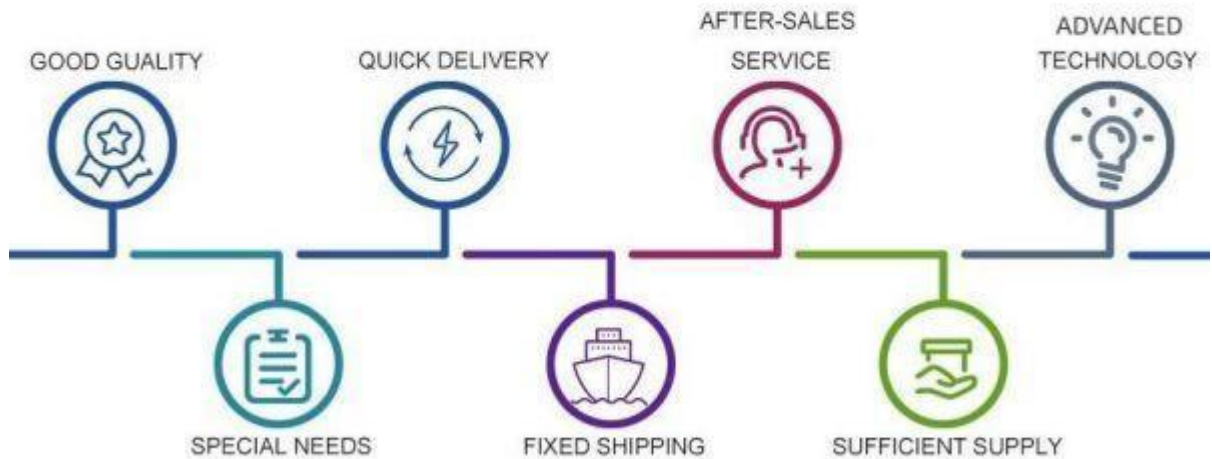 GOOD GUALITY
QUICK DELIVERY
AFTER-SALES
SERVICE
ADVANCED
TECHNOLOGY
SPECIAL NEEDS
FIXED SHIPPING
SUFFICIENT SUPPLY